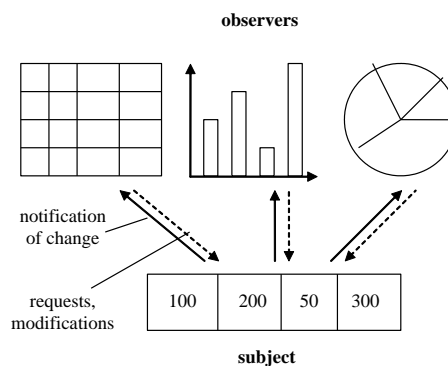 observers
notification
of change
requests,
modifications
100 200 50 300
subject